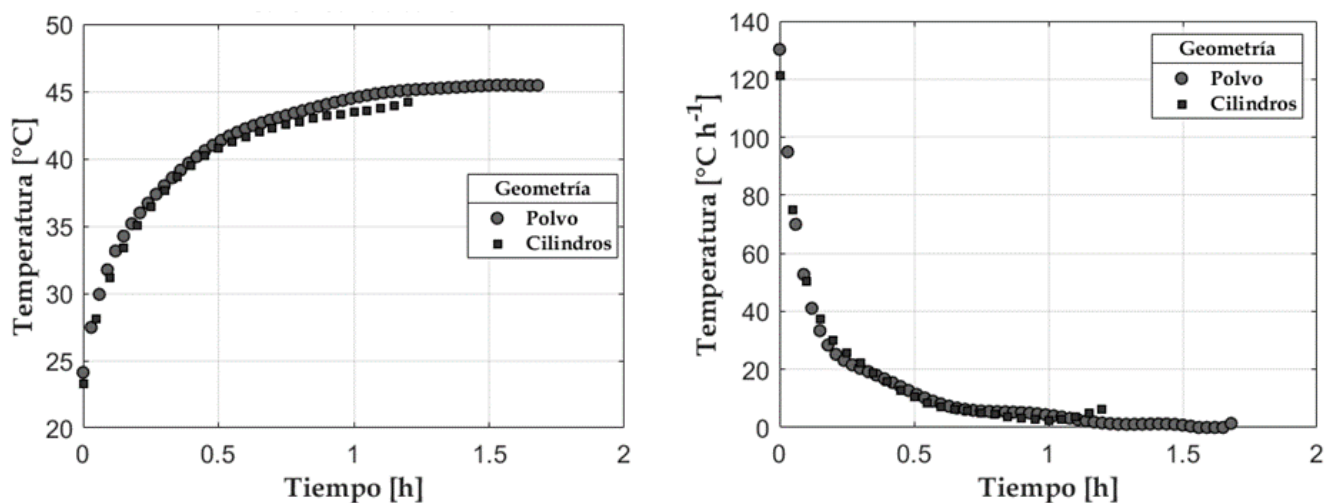 50
45
40
35
30
25
20
Temperatura [°C]
Geometría
Polvo
Cilindros
0
0.5
1
1.5
2
Tiempo [h]
140
120
100
80
60
40
20
0
Temperatura [°C h⁻¹]
Geometría
Polvo
Cilindros
0
0.5
1
1.5
2
Tiempo [h]